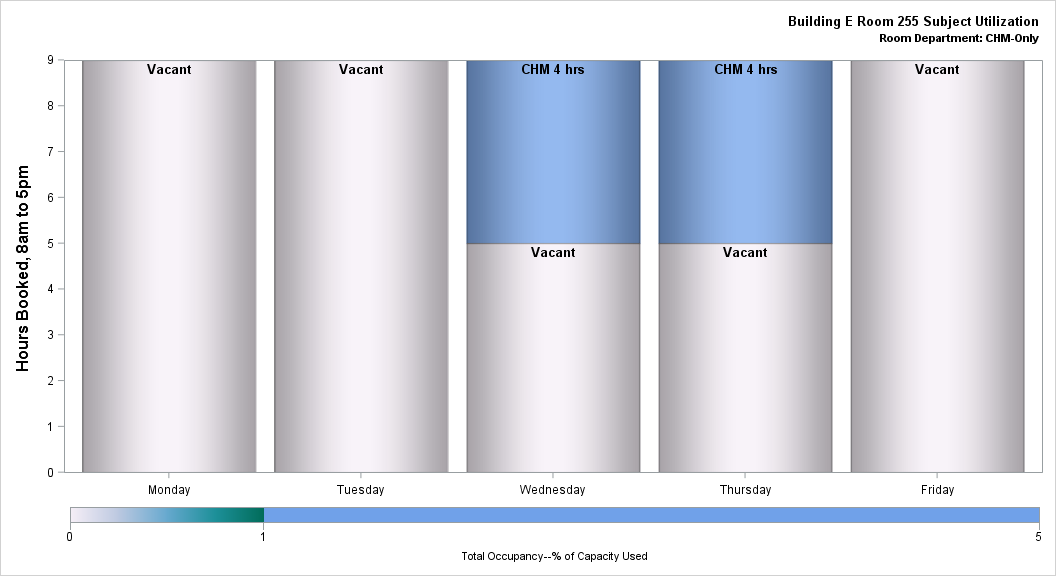 Building E Room 255 Subject Utilization
Room Department: CHM-Only
Hours Booked, 8am to 5pm
9
8
7
6
5
4
3
2
1
0
Vacant Vacant CHM 4 hrs CHM 4 hrs Vacant
Vacant Vacant
Monday Tuesday Wednesday Thursday Friday
0 1 5
Total Occupancy--% of Capacity Used